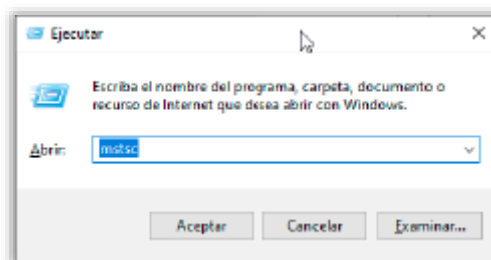 Ejecutar
Escriba el nombre del programa, carpeta, documento o
recurso de Internet que desea abrir con Windows.
Abrir:
mstsc
Aceptar
Cancelar
Examinar...